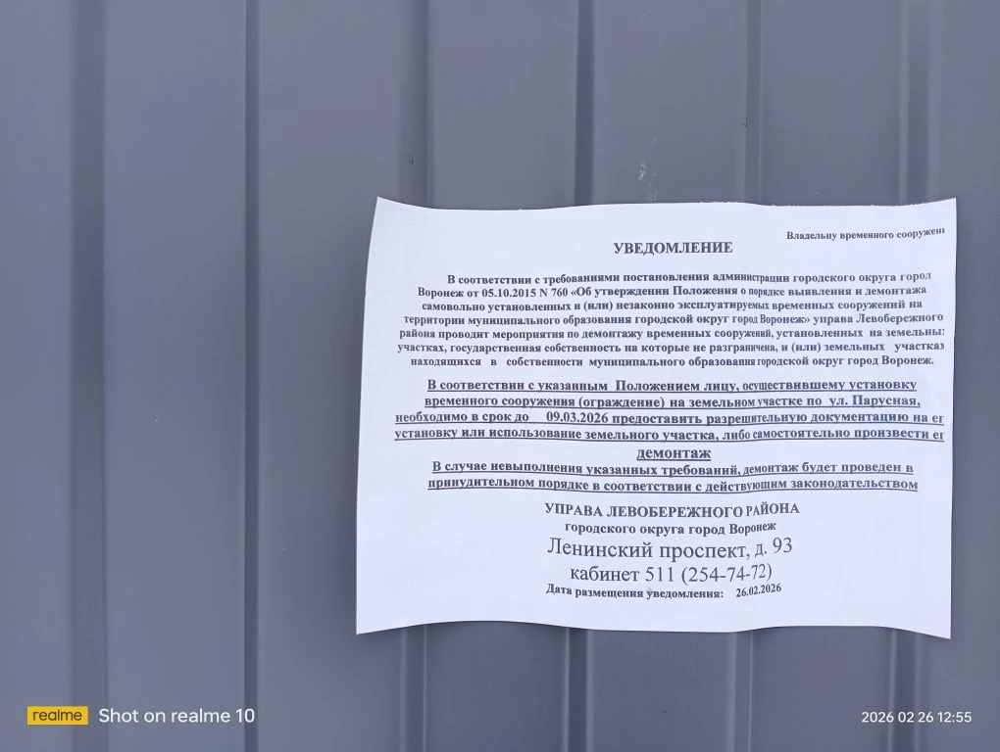 Владельцу временного сооружени
УВЕДОМЛЕНИЕ
В соответствии с требованиями постановления администрации городского округа город
Воронеж от 05.10.2015 N 760 «Об утверждении Положения о порядке выявления и демонтажа
самовольно установленных и (или) незаконно эксплуатируемых временных сооружений на
территории муниципального образования городской округ город Воронеж» управа Левобережного
района проводит мероприятия по демонтажу временных сооружений, установленных на земельных
участках, государственная собственность на которые не разграничена, и (или) земельных участках
находящихся в собственности муниципального образования городской округ город Воронеж.
В соответствии с указанным Положением лицу, осуществившему установку
временного сооружения (ограждение) на земельном участке по ул. Парусная,
необходимо в срок до 09.03.2026 предоставить разрешительную документацию на ег
установку или использование земельного участка, либо самостоятельно произвести ег
демонтаж
В случае невыполнения указанных требований, демонтаж будет проведен в
принудительном порядке в соответствии с действующим законодательством
УПРАВА ЛЕВОБЕРЕЖНОГО РАЙОНА
городского округа город Воронеж
Ленинский проспект, д. 93
кабинет 511 (254-74-72)
Дата размещения уведомления: 26.02.2026
realme Shot on realme 10
2026 02 26 12:55